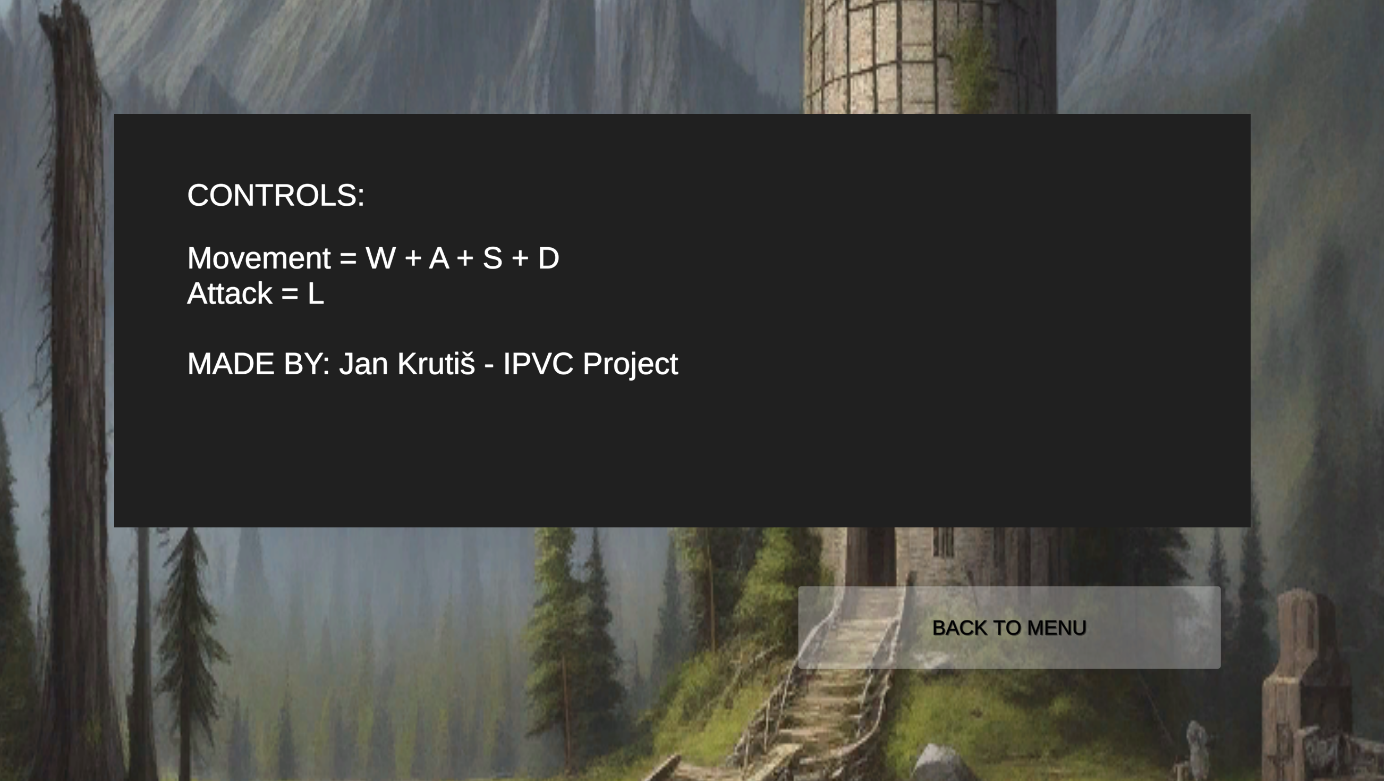 CONTROLS:
Movement = W + A + S + D
Attack = L
MADE BY: Jan Krutiš - IPVC Project
BACK TO MENU